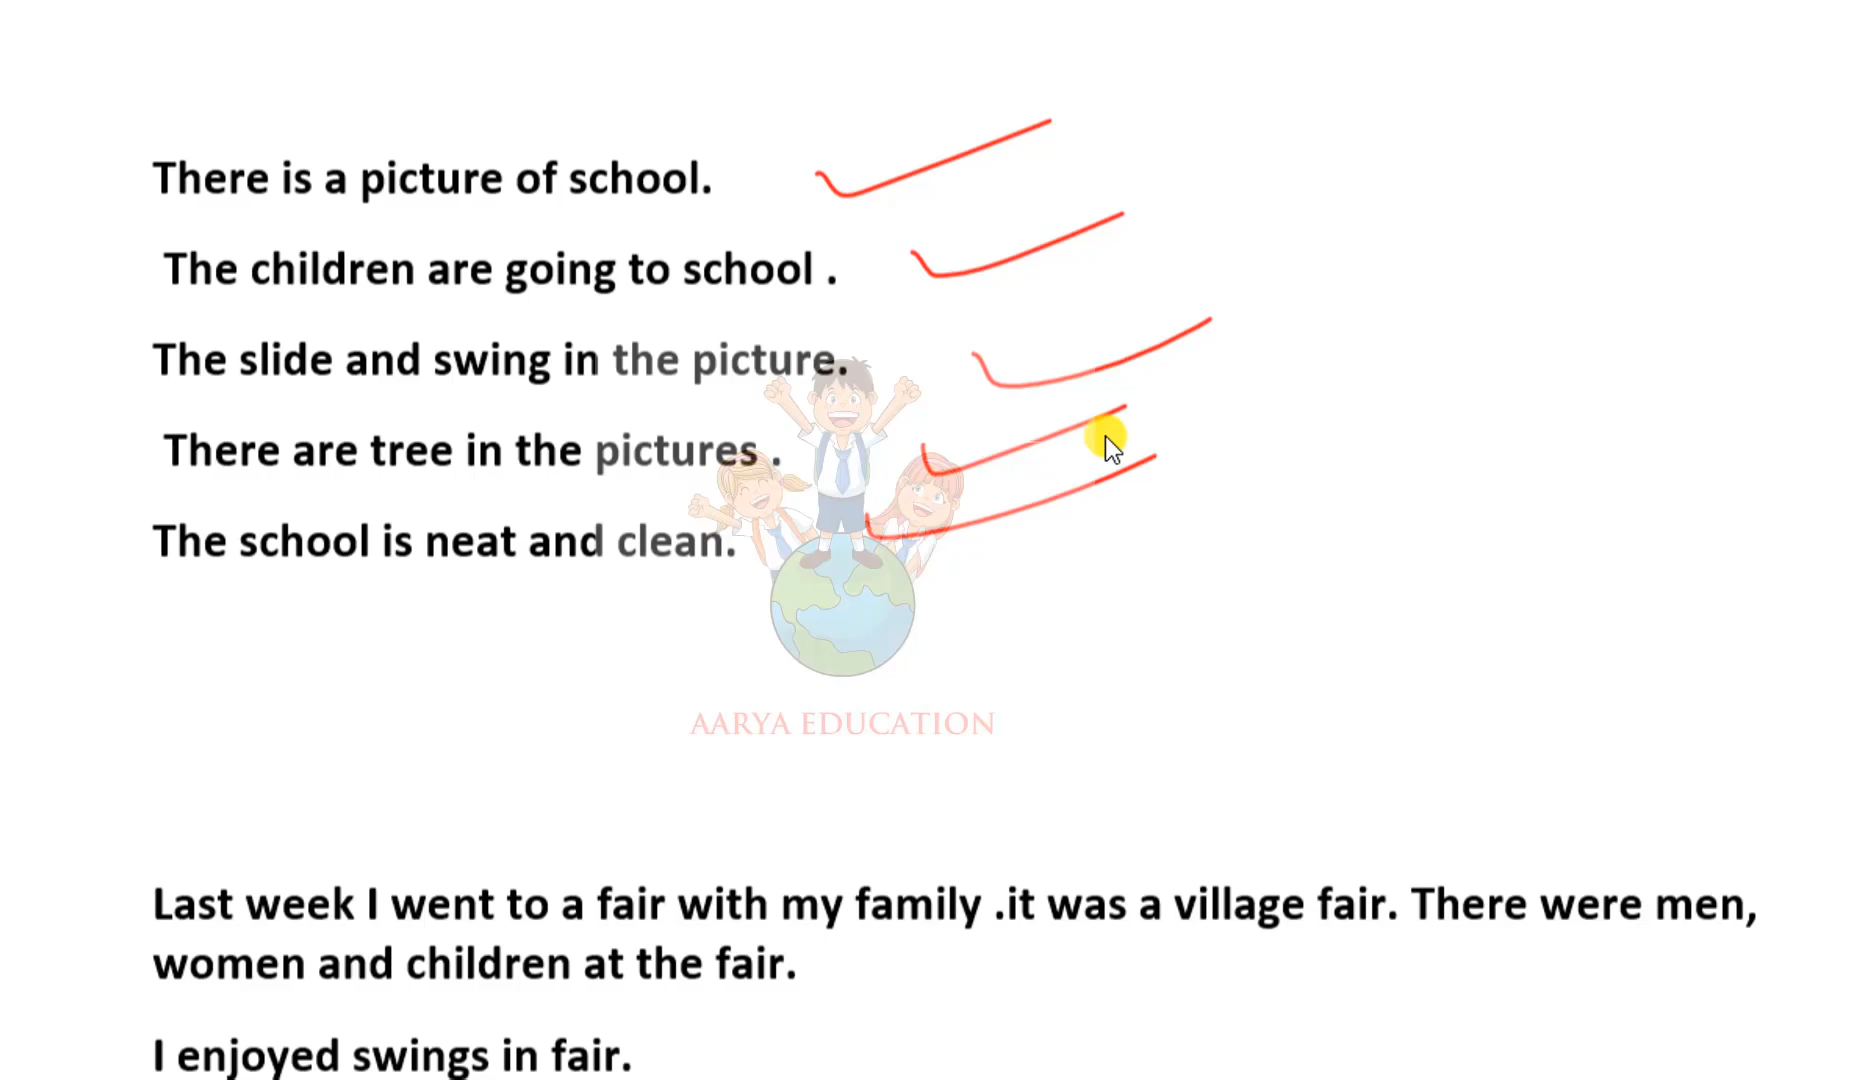 There is a picture of school.
The children are going to school .
The slide and swing in the picture.
There are tree in the pictures .
The school is neat and clean.
AARYA EDUCATION
Last week I went to a fair with my family .it was a village fair. There were men,
women and children at the fair.
I enjoyed swings in fair.